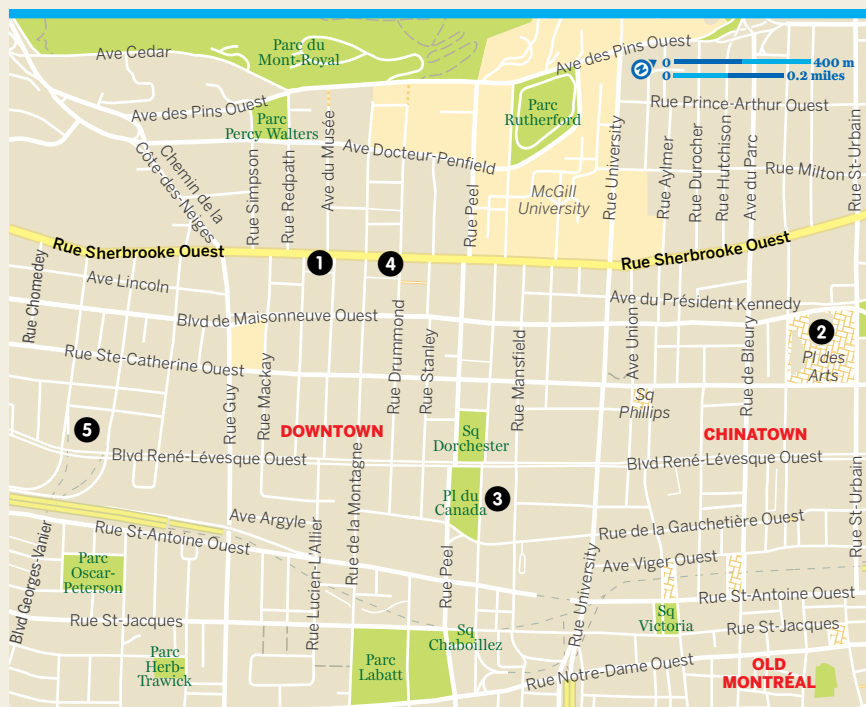 Ave Cedar
Parc du
Mont-Royal
Ave des Pins Ouest
0 400 m
0 0.2 miles
Ave des Pins Ouest
Parc
Percy Walters
Parc
Rutherford
Rue Prince-Arthur Ouest
Chemin de la
Côte-des-Neiges
Rue Simpson
Rue Redpath
Ave du Musée
Ave Docteur-Penfield
Rue Peel
McGill
University
Rue University
Rue Aylmer
Rue Durocher
Rue Hutchison
Ave du Parc
Rue Milton
Rue St-Urbain
Rue Sherbrooke Ouest
1
4
Rue Sherbrooke Ouest
Rue Chomedey
Ave Lincoln
Blvd de Maisonneuve Ouest
Ave du Président Kennedy
2
Pl des
Arts
Rue Ste-Catherine Ouest
Rue Guy
Rue Mackay
Rue Drummond
Rue Stanley
Rue Mansfield
Ave Union
Sq
Phillips
Rue de Bleury
5
DOWNTOWN
Sq
Dorchester
CHINATOWN
Blvd René-Lévesque Ouest
Blvd René-Lévesque Ouest
Pl du
Canada
3
Rue St-Urbain
Ave Argyle
Rue de la Montagne
Rue de la Gauchetière Ouest
Rue St-Antoine Ouest
Ave Viger Ouest
Blvd Georges-Vanier
Parc
Oscar-
Peterson
Rue Lucien-L'Allier
Rue Peel
Rue University
Rue St-Antoine Ouest
Rue St-Jacques
Sq
Chaboillez
Sq
Victoria
Rue St-Jacques
Parc
Herb-
Trawick
Parc
Labatt
Rue Notre-Dame Ouest
OLD
MONTRÉAL